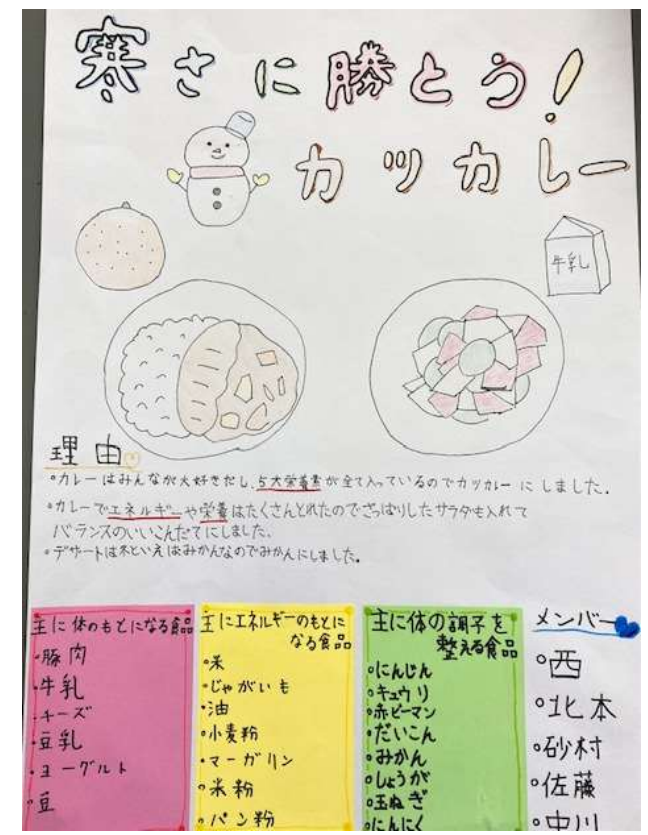 寒さに勝とう!
カツカレー
牛乳
理由
・カレーはみんなが大好きだし、5大栄養素が全て入っているのでカツカレーにしました。
・カレーでエネルギーや栄養はたくさんとれたのでさっぱりしたサラダも入れて
バランスのいいこんだてにしました。
・デザートは冬といえばみかんなのでみかんにしました。
主に体のもとになる食品
・豚肉
・牛乳
・チーズ
・豆乳
・ヨーグルト
・豆
主にエネルギーのもとに
なる食品
・米
・じゃがいも
・油
・小麦粉
・マーガリン
・米粉
・パン粉
主に体の調子を
整える食品
・にんじん
・キュウリ
・赤ピーマン
・だいこん
・みかん
・しょうが
・玉ねぎ
・にんにく
メンバー
・西
・北本
・砂村
・佐藤
・中川